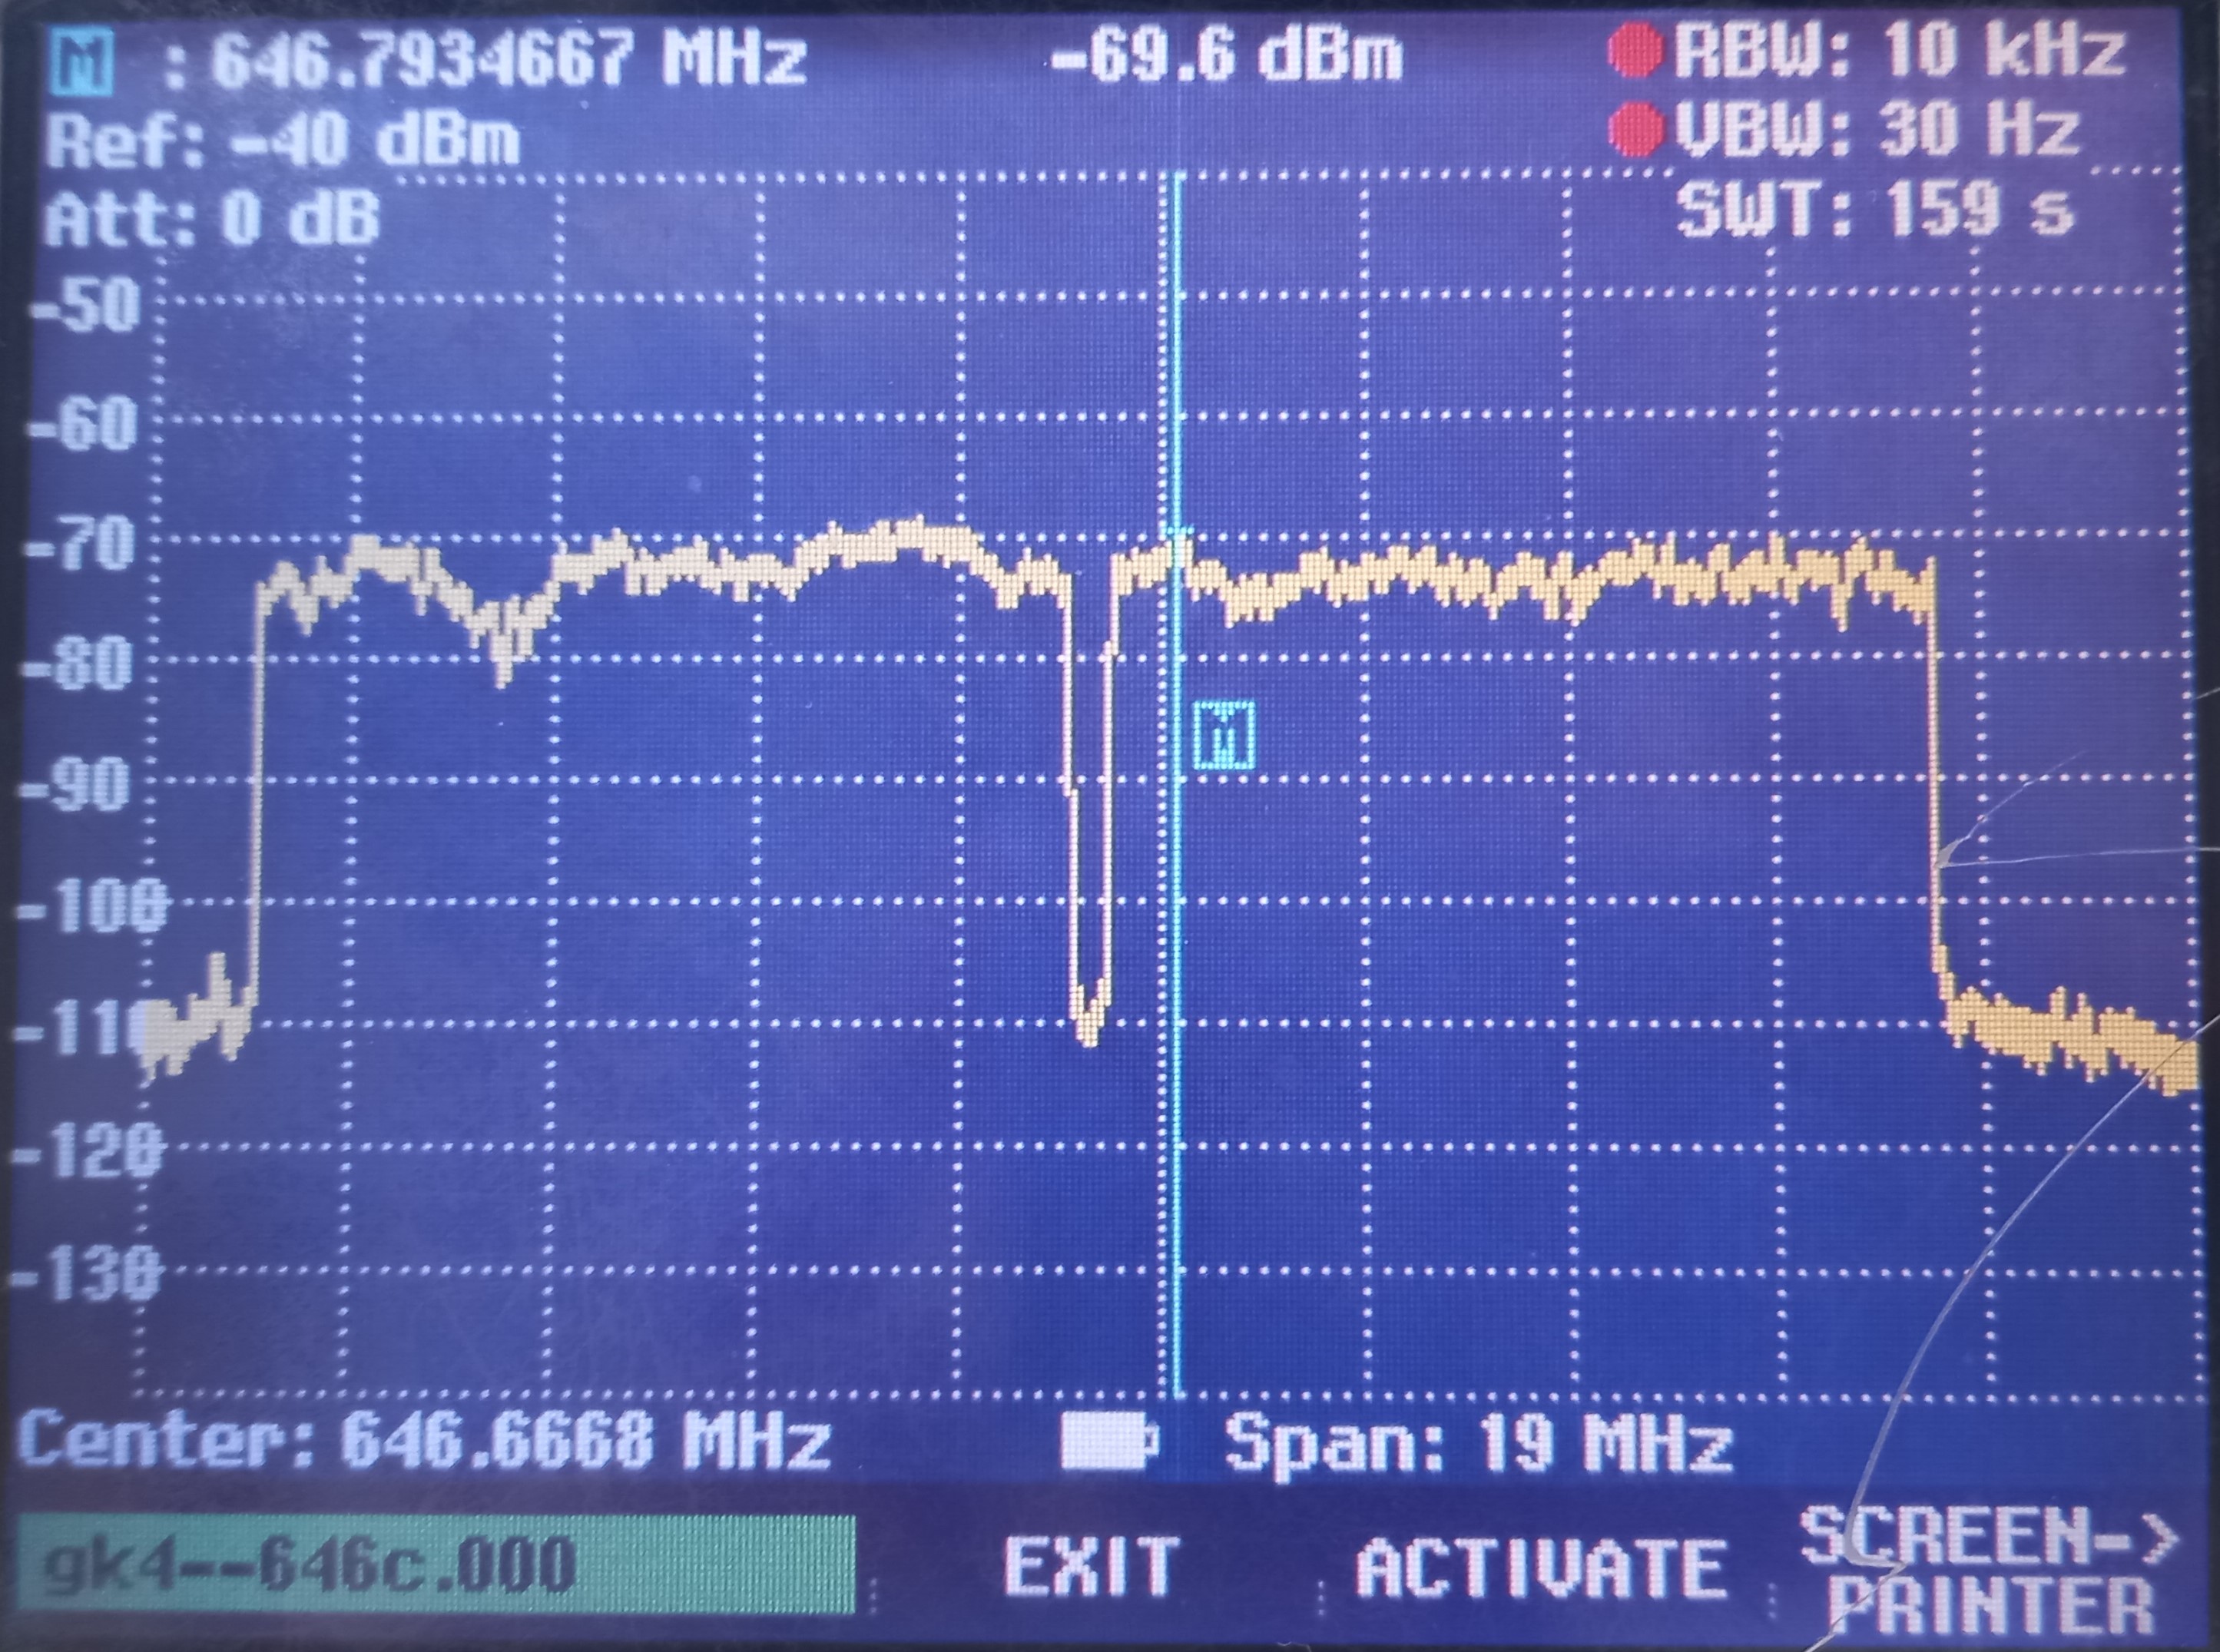 M : 646.7934667 MHz -69.6 dBm RBW: 10 kHz
Ref: -40 dBm VBW: 30 Hz
Att: 0 dB SWT: 159 s
-50
-60
-70
-80
-90
-100
-110
-120
-130
M
Center: 646.6668 MHz Span: 19 MHz
gk4--646c.000 EXIT ACTIVATE SCREEN->
PRINTER